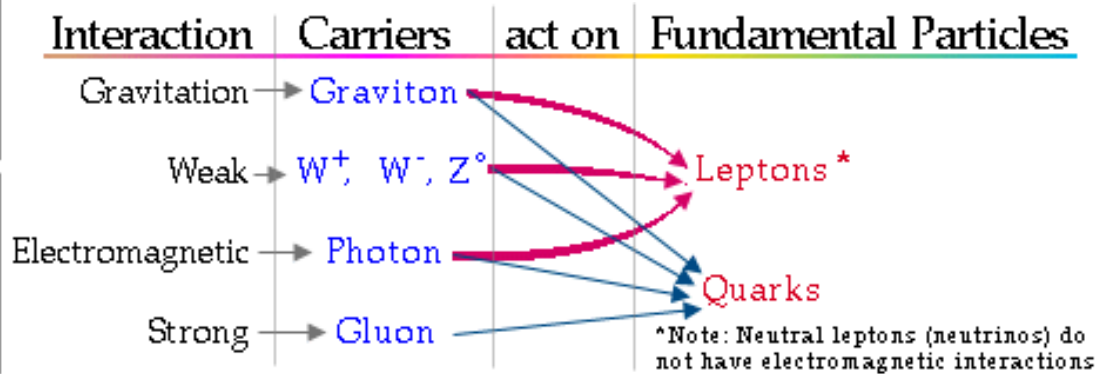 Interaction Carriers act on Fundamental Particles
Gravitation Graviton
Weak W⁺, W⁻, Z° Leptons *
Electromagnetic Photon
Quarks
Strong Gluon
*Note: Neutral leptons (neutrinos) do
not have electromagnetic interactions